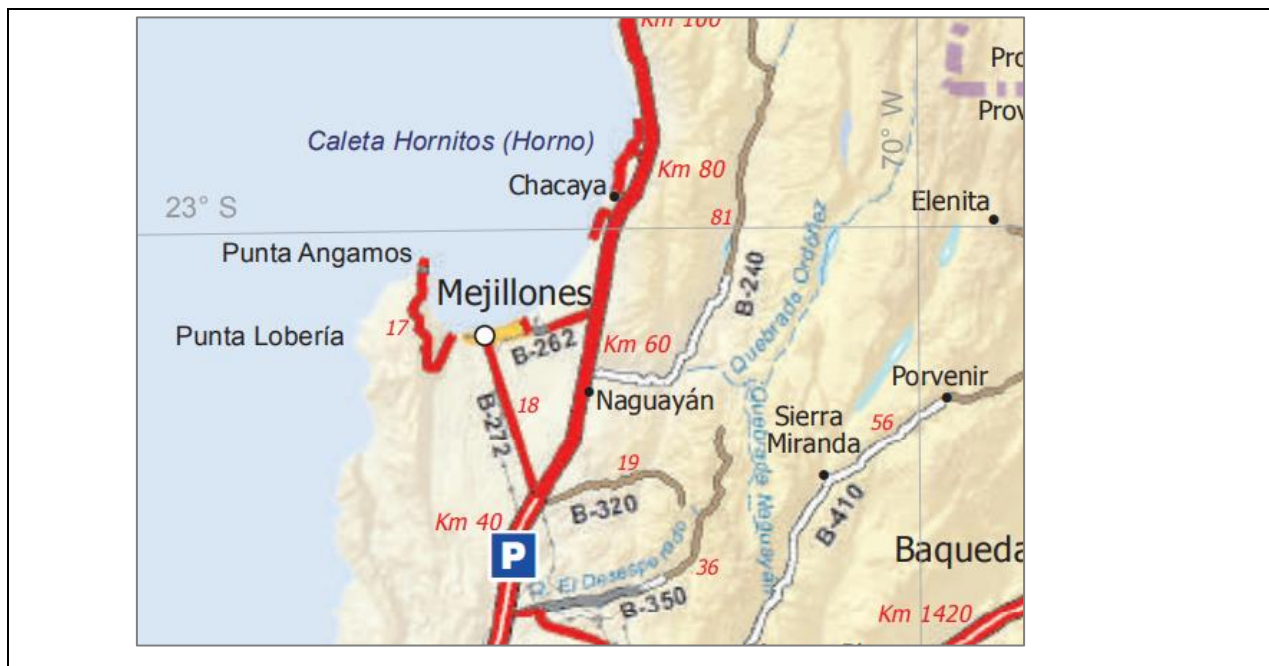 Km 100
Pro
Prov
70° W
Caleta Hornitos (Horno)
Km 80
Chacaya
Elenita
23° S
81
Punta Angamos
Quebrada Ordóñez
B-240
Mejillones
17
Punta Lobería
B-262
Km 60
Porvenir
Naguayán
18
Sierra
Miranda
56
B-272
19
Quebrada Naguayan
B-320
Km 40
B-410
P
Baqueda
R. El Desesperado
36
B-350
Km 1420